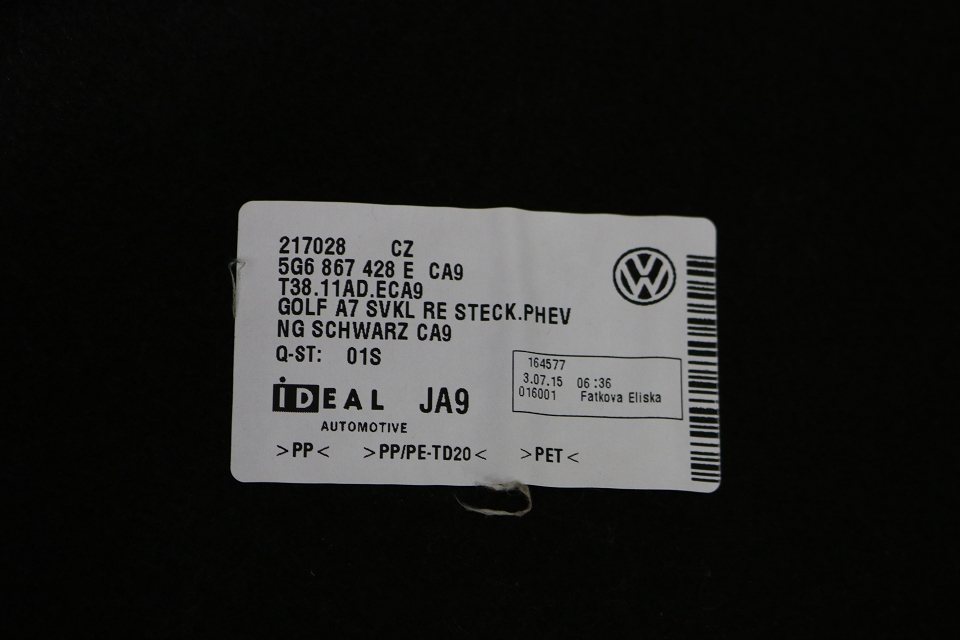 217028 CZ
5G6 867 428 E CA9
T38.11AD.ECA9
GOLF A7 SVKL RE STECK.PHEV
NG SCHWARZ CA9
Q-ST: 01S
iDEAL JA9
AUTOMOTIVE
>PP< >PP/PE-TD20< >PET<
VW
164577
3.07.15 06:36
016001 Fatkova Eliska